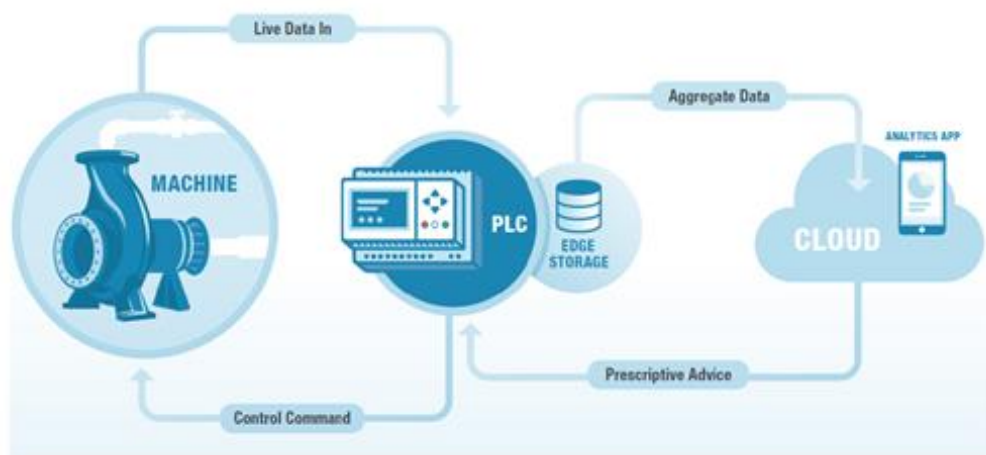 Live Data In
Aggregate Data
ANALYTICS APP
MACHINE
PLC
EDGE
STORAGE
CLOUD
Prescriptive Advice
Control Command